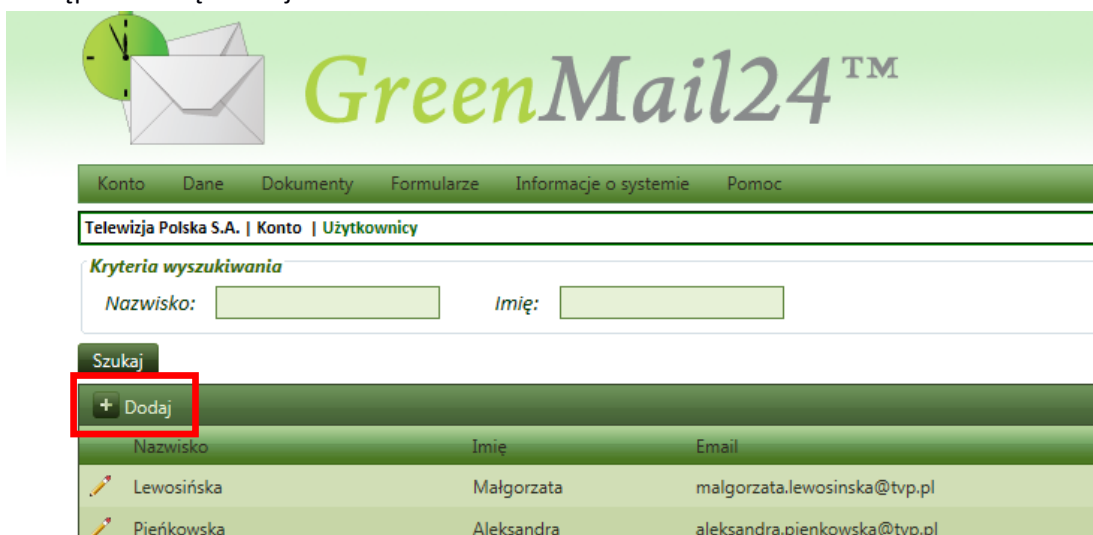 GreenMail24™
Konto Dane Dokumenty Formularze Informacje o systemie Pomoc
Telewizja Polska S.A. | Konto | Użytkownicy
Kryteria wyszukiwania
Nazwisko: Imię:
Szukaj
+ Dodaj
Nazwisko Imię Email
Lewosińska Małgorzata malgorzata.lewosinska@tvp.pl
Pieńkowska Aleksandra aleksandra.pienkowska@tvp.pl